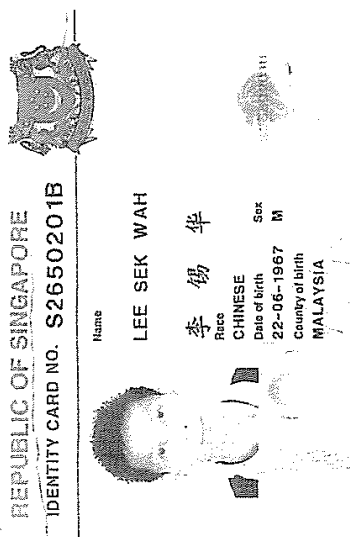 REPUBLIC OF SINGAPORE
IDENTITY CARD NO. S2650201B
Name
LEE SEK WAH
李 锡 华
Race
CHINESE
Date of birth Sex
22-06-1967 M
Country of birth
MALAYSIA